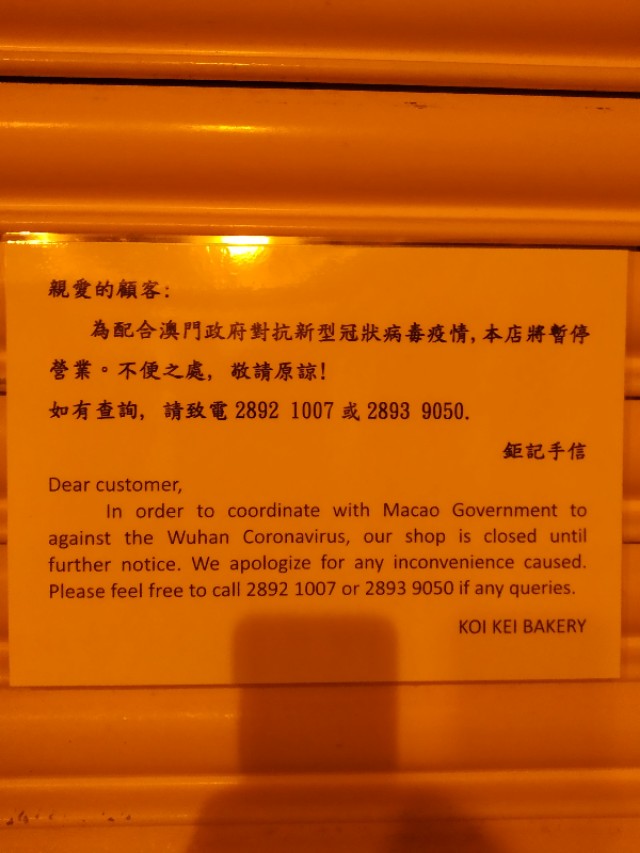 親愛的顧客:
為配合澳門政府對抗新型冠狀病毒疫情,本店將暫停
營業。不便之處, 敬請原諒!
如有查詢, 請致電 2892 1007 或 2893 9050.
鉅記手信
Dear customer,
In order to coordinate with Macao Government to
against the Wuhan Coronavirus, our shop is closed until
further notice. We apologize for any inconvenience caused.
Please feel free to call 2892 1007 or 2893 9050 if any queries.
KOI KEI BAKERY